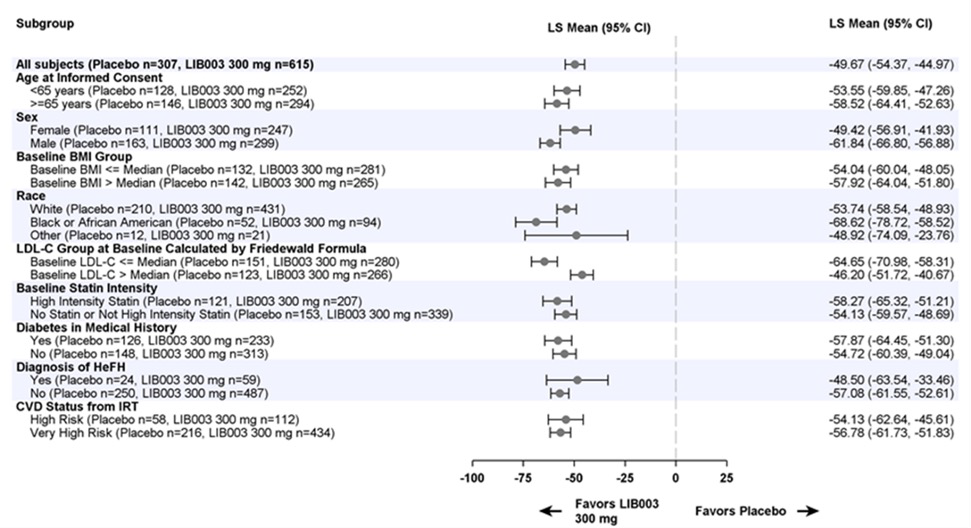 Subgroup LS Mean (95% CI) LS Mean (95% CI)
All subjects (Placebo n=307, LIB003 300 mg n=615) -49.67 (-54.37, -44.97)
Age at Informed Consent
<65 years (Placebo n=128, LIB003 300 mg n=252) -53.55 (-59.85, -47.26)
>=65 years (Placebo n=146, LIB003 300 mg n=294) -58.52 (-64.41, -52.63)
Sex
Female (Placebo n=111, LIB003 300 mg n=247) -49.42 (-56.91, -41.93)
Male (Placebo n=163, LIB003 300 mg n=299) -61.84 (-66.80, -56.88)
Baseline BMI Group
Baseline BMI <= Median (Placebo n=132, LIB003 300 mg n=281) -54.04 (-60.04, -48.05)
Baseline BMI > Median (Placebo n=142, LIB003 300 mg n=265) -57.92 (-64.04, -51.80)
Race
White (Placebo n=210, LIB003 300 mg n=431) -53.74 (-58.54, -48.93)
Black or African American (Placebo n=52, LIB003 300 mg n=94) -68.62 (-78.72, -58.52)
Other (Placebo n=12, LIB003 300 mg n=21) -48.92 (-74.09, -23.76)
LDL-C Group at Baseline Calculated by Friedewald Formula
Baseline LDL-C <= Median (Placebo n=151, LIB003 300 mg n=280) -64.65 (-70.98, -58.31)
Baseline LDL-C > Median (Placebo n=123, LIB003 300 mg n=266) -46.20 (-51.72, -40.67)
Baseline Statin Intensity
High Intensity Statin (Placebo n=121, LIB003 300 mg n=207) -58.27 (-65.32, -51.21)
No Statin or Not High Intensity Statin (Placebo n=153, LIB003 300 mg n=339) -54.13 (-59.57, -48.69)
Diabetes in Medical History
Yes (Placebo n=126, LIB003 300 mg n=233) -57.87 (-64.45, -51.30)
No (Placebo n=148, LIB003 300 mg n=313) -54.72 (-60.39, -49.04)
Diagnosis of HeFH
Yes (Placebo n=24, LIB003 300 mg n=59) -48.50 (-63.54, -33.46)
No (Placebo n=250, LIB003 300 mg n=487) -57.08 (-61.55, -52.61)
CVD Status from IRT
High Risk (Placebo n=58, LIB003 300 mg n=112) -54.13 (-62.64, -45.61)
Very High Risk (Placebo n=216, LIB003 300 mg n=434) -56.78 (-61.73, -51.83)
-100 -75 -50 -25 0 25
Favors LIB003 Favors Placebo
300 mg